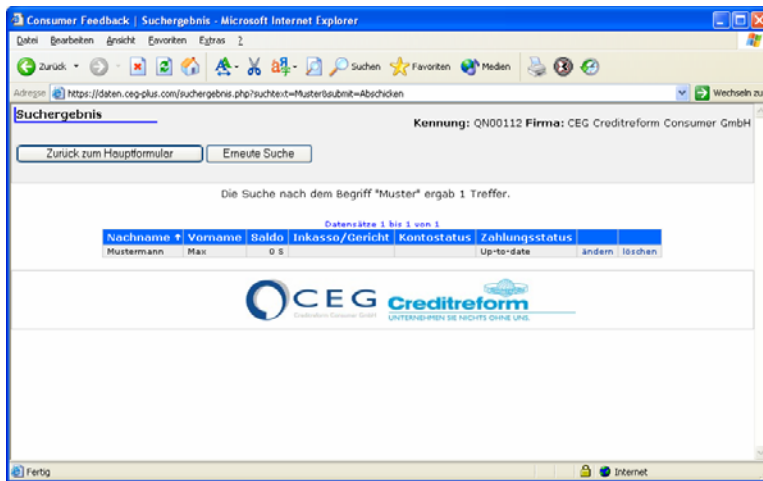 Consumer Feedback | Suchergebnis - Microsoft Internet Explorer
Datei Bearbeiten Ansicht Favoriten Extras ?
Zurück Suchen Favoriten Medien
Adresse https://daten.ceg-plus.com/suchergebnis.php?suchtext=Muster&submit=Abschicken Wechseln zu
Suchergebnis
Kennung: QN00112 Firma: CEG Creditreform Consumer GmbH
Zurück zum Hauptformular Erneute Suche
Die Suche nach dem Begriff "Muster" ergab 1 Treffer.
Datensätze 1 bis 1 von 1
Nachname ↑ Vorname Saldo Inkasso/Gericht Kontostatus Zahlungsstatus
Mustermann Max 0 S Up-to-date ändern löschen
CEG Creditreform
Creditreform Consumer GmbH UNTERNEHMEN SIE NICHTS OHNE UNS.
Fertig Internet